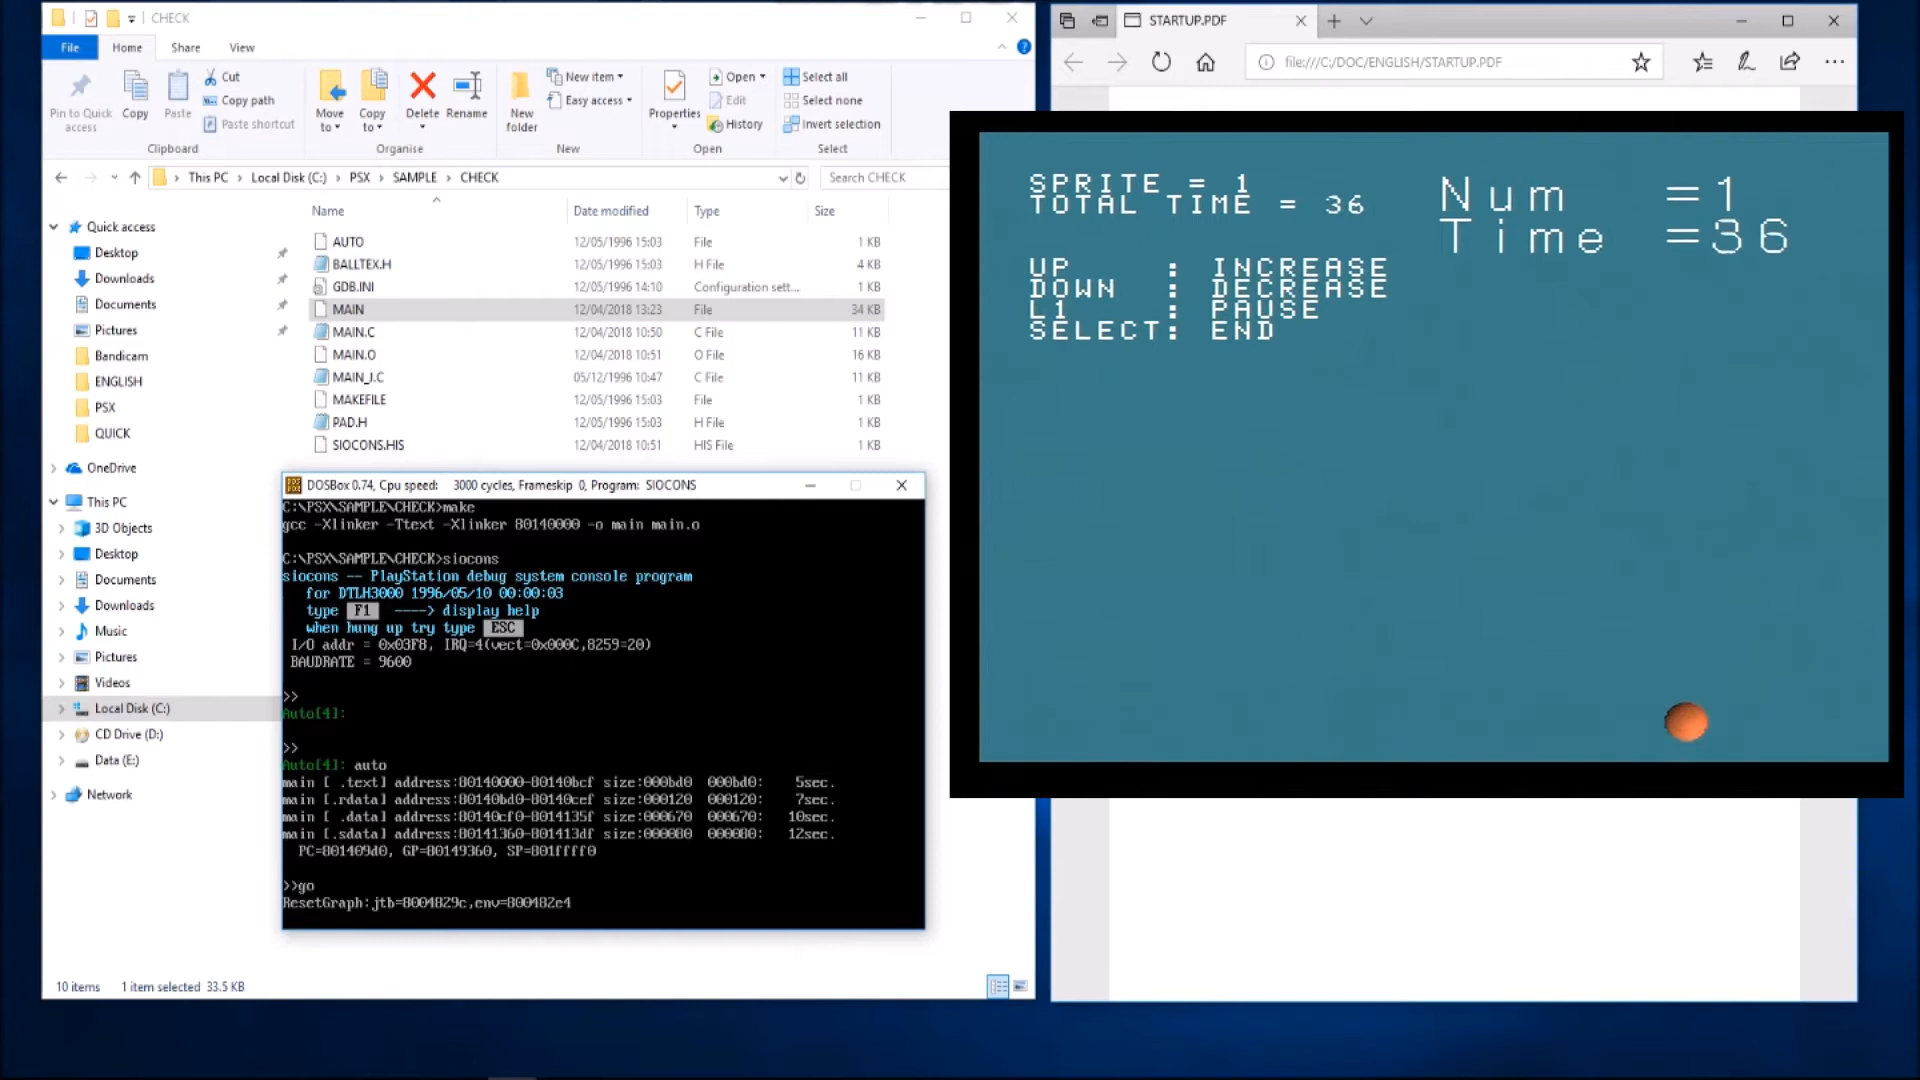 CHECK
File Home Share View
Pin to Quick access
Copy
Paste
Cut
Copy path
Paste shortcut
Clipboard
Move to
Copy to
Delete
Rename
Organise
New folder
New item
Easy access
New
Properties
Open
Edit
History
Open
Select all
Select none
Invert selection
Select
This PC > Local Disk (C:) > PSX > SAMPLE > CHECK
Search CHECK
Name Date modified Type Size
AUTO 12/05/1996 15:03 File 1 KB
BALLTEX.H 12/05/1996 15:03 H File 4 KB
GDB.INI 12/05/1996 14:10 Configuration sett... 1 KB
MAIN 12/04/2018 13:23 File 34 KB
MAIN.C 12/04/2018 10:50 C File 11 KB
MAIN.O 12/04/2018 10:51 O File 16 KB
MAIN_J.C 05/12/1996 10:47 C File 11 KB
MAKEFILE 12/05/1996 15:03 File 1 KB
PAD.H 12/05/1996 15:03 H File 1 KB
SIOCONS.HIS 12/04/2018 10:51 HIS File 1 KB
Quick access
Desktop
Downloads
Documents
Pictures
Bandicam
ENGLISH
PSX
QUICK
OneDrive
This PC
3D Objects
Desktop
Documents
Downloads
Music
Pictures
Videos
Local Disk (C:)
CD Drive (D:)
Data (E:)
Network
10 items 1 item selected 33.5 KB
DOSBox 0.74, Cpu speed: 3000 cycles, Frameskip 0, Program: SIOCONS
C:\PSX\SAMPLE\CHECK>make
gcc -Xlinker -Ttext -Xlinker 80140000 -o main main.o
C:\PSX\SAMPLE\CHECK>siocons
siocons -- PlayStation debug system console program
for DTLH3000 1996/05/10 00:00:03
type F1 ----> display help
when hung up try type ESC
I/O addr = 0x03F8, IRQ=4(vect=0x000C,8259=20)
BAUDRATE = 9600
>>
Auto[4]:
>>
Auto[4]: auto
main [ .text] address:80140000-80140bcf size:000bd0 000bd0: 5sec.
main [.rdata] address:80140bd0-80140cef size:000120 000120: 7sec.
main [ .data] address:80140cf0-8014135f size:000670 000670: 10sec.
main [.sdata] address:80141360-801413df size:000080 000080: 12sec.
PC=801409d0, GP=80149360, SP=801ffff0
>>go
ResetGraph:jtb=8004829c,env=800482e4
STARTUP.PDF
file:///C:/DOC/ENGLISH/STARTUP.PDF
SPRITE = 1
TOTAL TIME = 36
UP : INCREASE
DOWN : DECREASE
L1 : PAUSE
SELECT: END
Num =1
Time =36